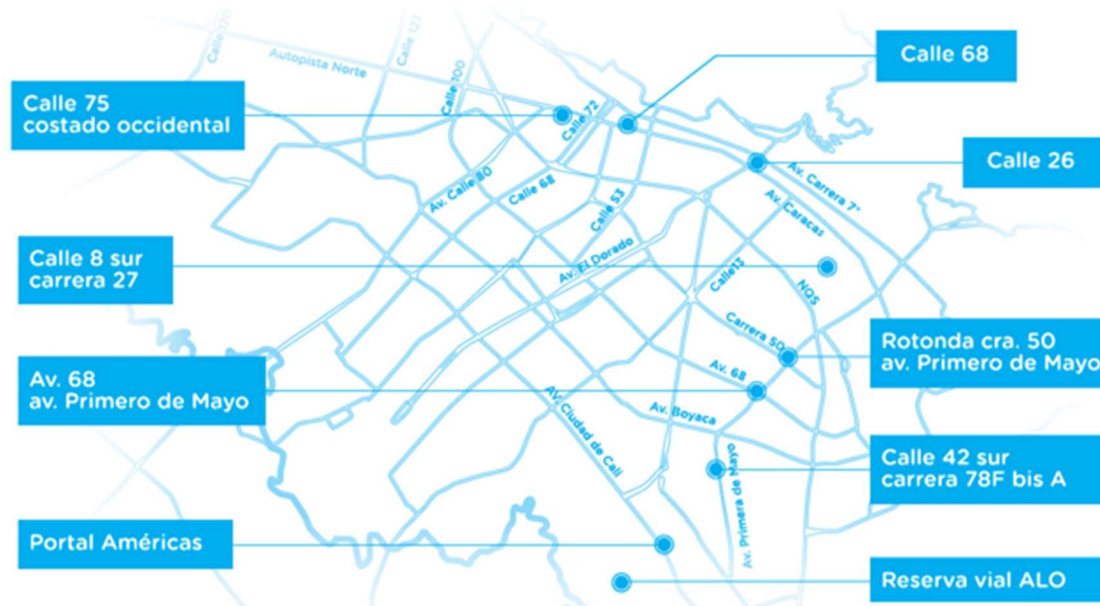 Calle 170
Calle 127
Autopista Norte
Calle 100
Calle 68
Calle 75
costado occidental
Calle 72
Calle 26
Av. Carrera 7ª
Av. Calle 80
Calle 68
Calle 53
Av. Caracas
Av. El Dorado
Calle 8 sur
carrera 27
Calle13
NQS
Carrera 50
Rotonda cra. 50
av. Primero de Mayo
Av. 68
av. Primero de Mayo
Av. 68
AV. Ciudad de Cali
Av. Boyaca
Av. Primera de Mayo
Calle 42 sur
carrera 78F bis A
Portal Américas
Reserva vial ALO